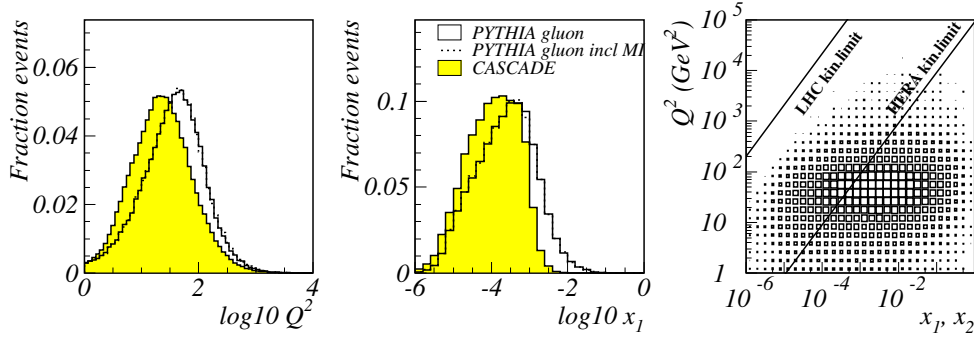 Fraction events
0.06
0.04
0.02
0
0
2
4
log10 Q²
Fraction events
0.1
0.05
0
-6
-4
-2
0
log10 x₁
PYTHIA gluon
PYTHIA gluon incl MI
CASCADE
Q² (GeV²)
10⁵
10⁴
10³
10²
10
1
10⁻⁶
10⁻⁴
10⁻²
1
x₁, x₂
LHC kin.limit
HERA kin.limit